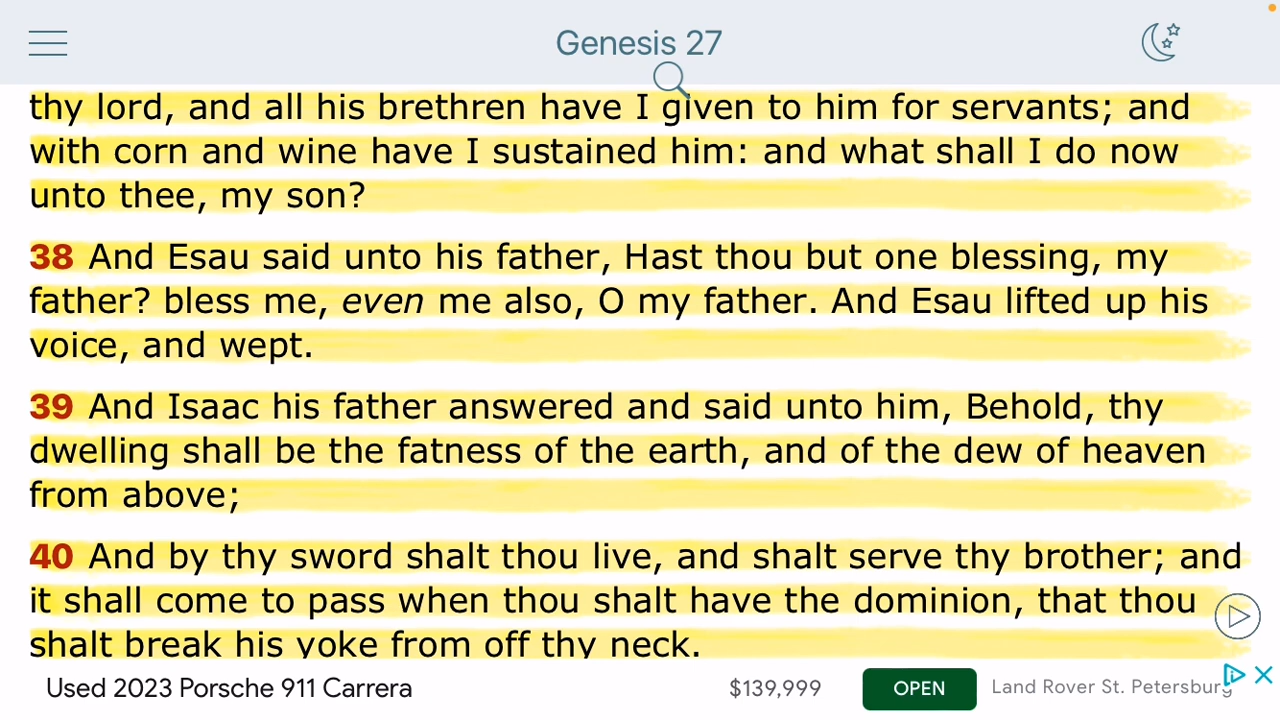 Genesis 27
thy lord, and all his brethren have I given to him for servants; and
with corn and wine have I sustained him: and what shall I do now
unto thee, my son?
38 And Esau said unto his father, Hast thou but one blessing, my
father? bless me, even me also, O my father. And Esau lifted up his
voice, and wept.
39 And Isaac his father answered and said unto him, Behold, thy
dwelling shall be the fatness of the earth, and of the dew of heaven
from above;
40 And by thy sword shalt thou live, and shalt serve thy brother; and
it shall come to pass when thou shalt have the dominion, that thou
shalt break his yoke from off thy neck.
Used 2023 Porsche 911 Carrera $139,999 OPEN Land Rover St. Petersburg